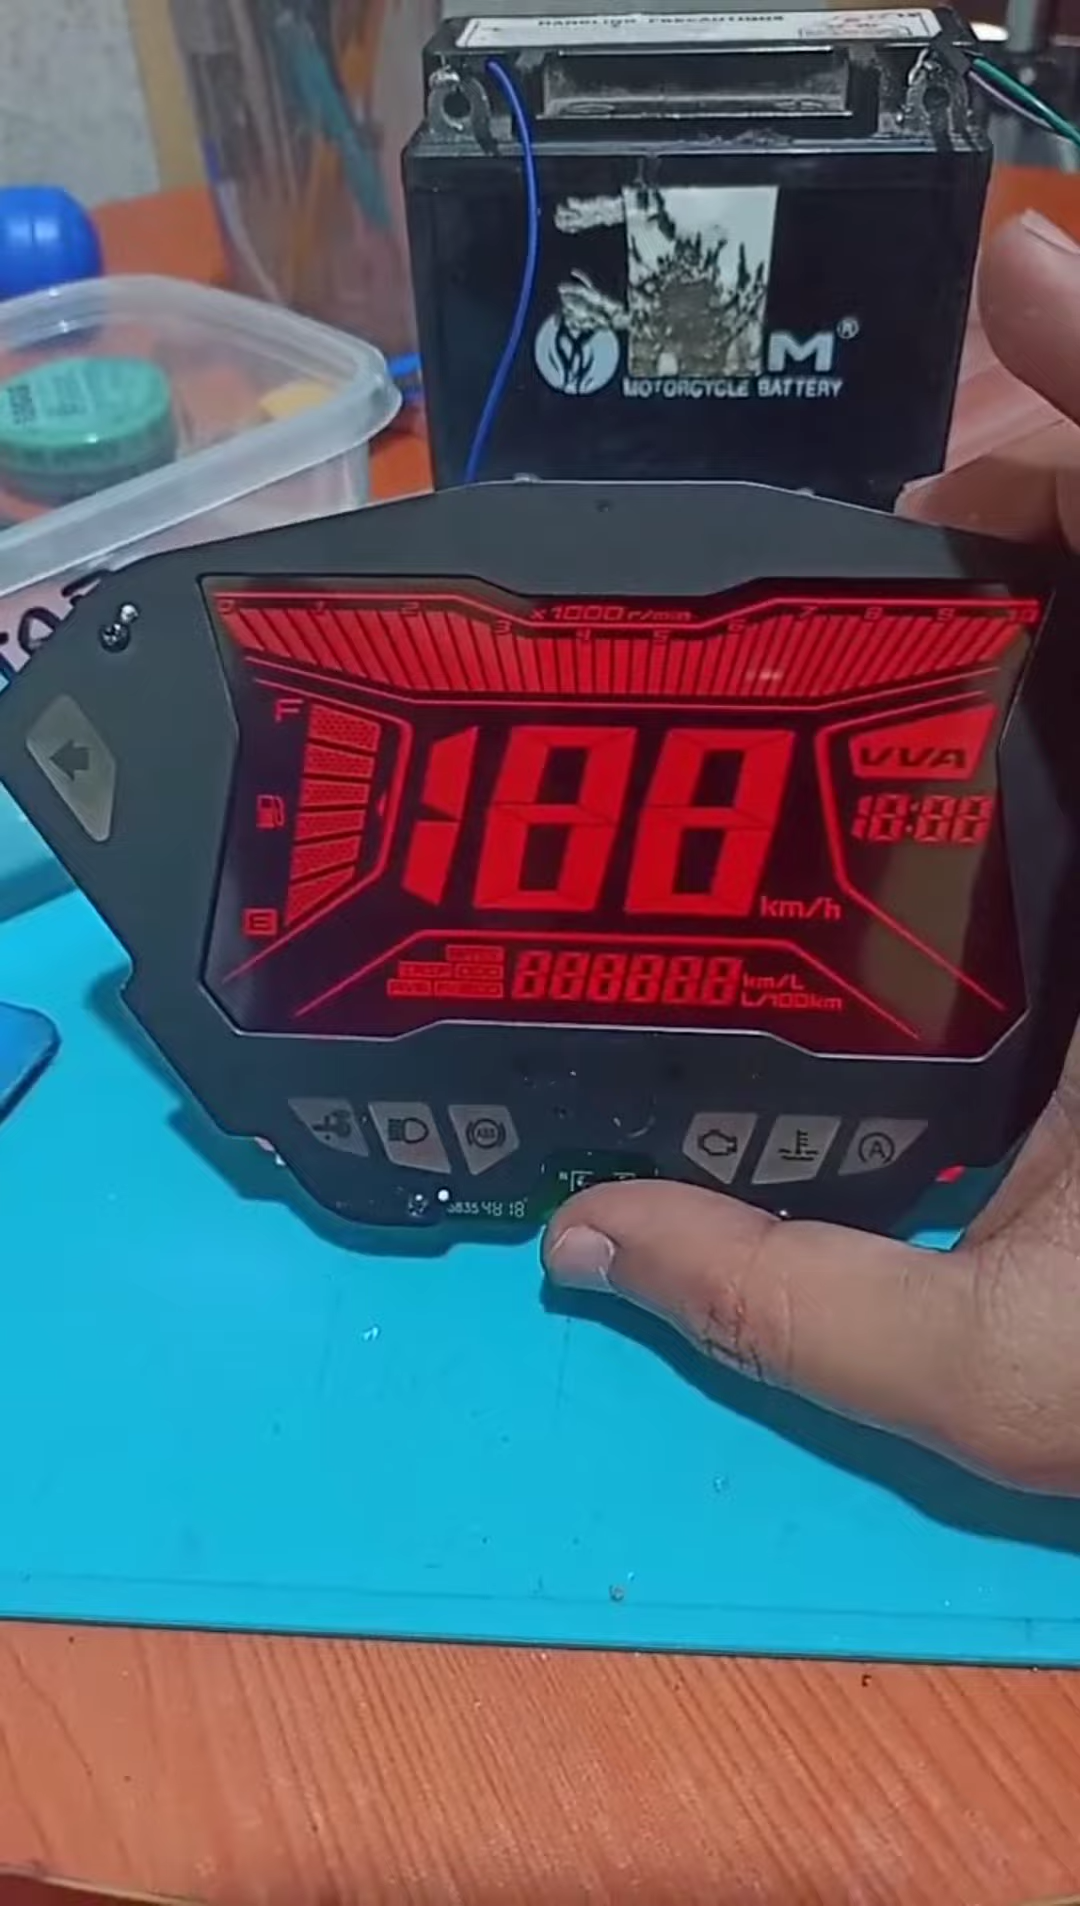 HANDLING PRECAUTIONS
M®
MOTORCYCLE BATTERY
0 1 2 x1000 r/min 7 8 9 10
3 4 5 6
F
VVA
188
18:88
km/h
E
888888 km/L
L/100km
ABS
A
N